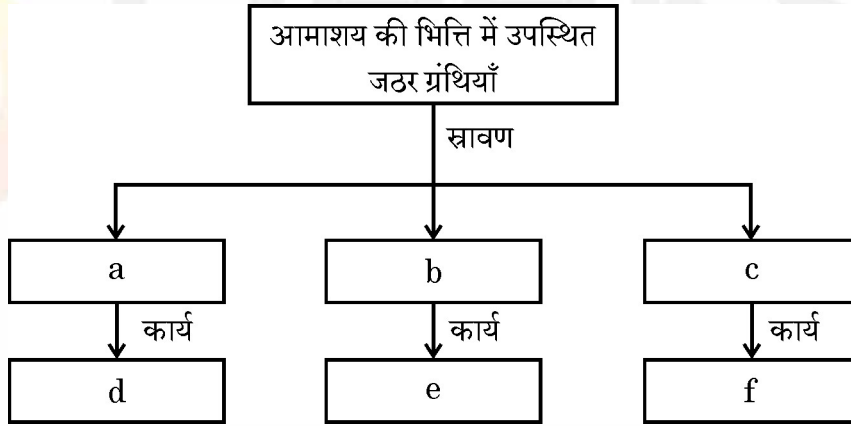 आमाशय की भित्ति में उपस्थित
जठर ग्रंथियाँ
स्रावण
a
b
c
कार्य
कार्य
कार्य
d
e
f